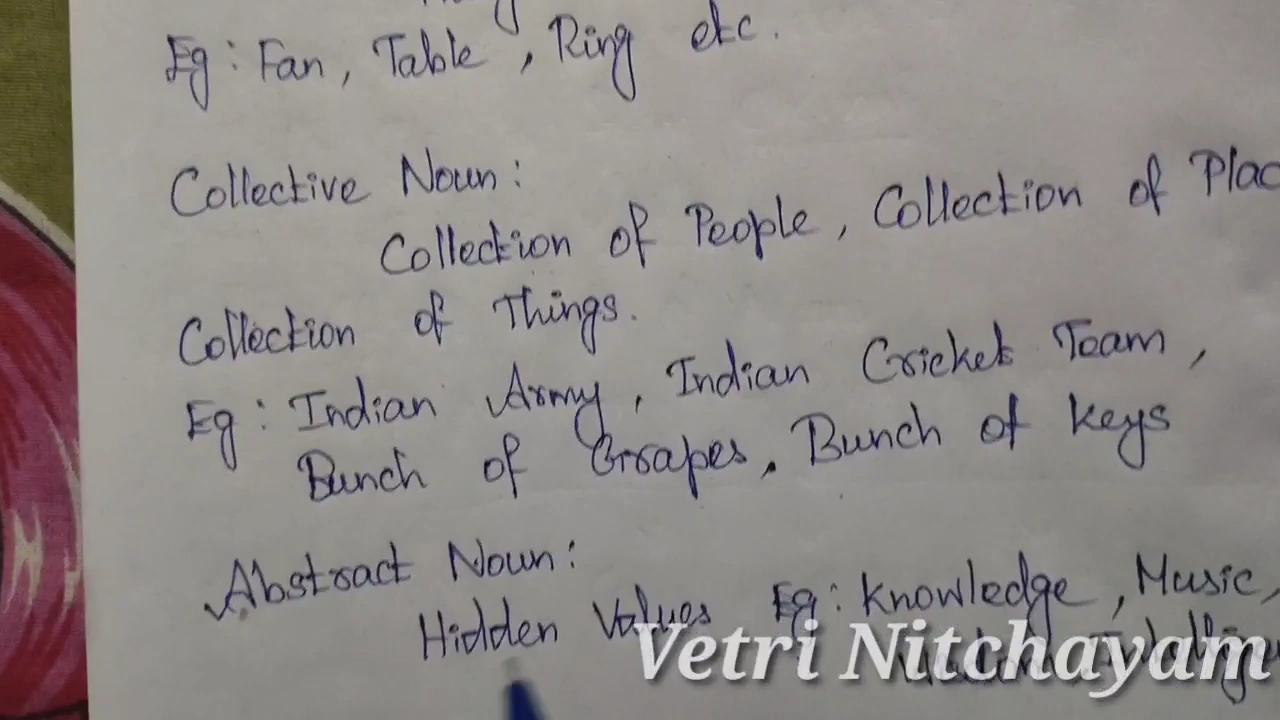 Eg : Fan, Table, Ring etc.
Collective Noun :
Collection of People, Collection of Plac
Collection of Things.
Eg : Indian Army, Indian Cricket Team,
Bunch of Grapes, Bunch of keys
Abstract Noun :
Hidden Values Eg : knowledge, Music,
Vetri Nitchayam